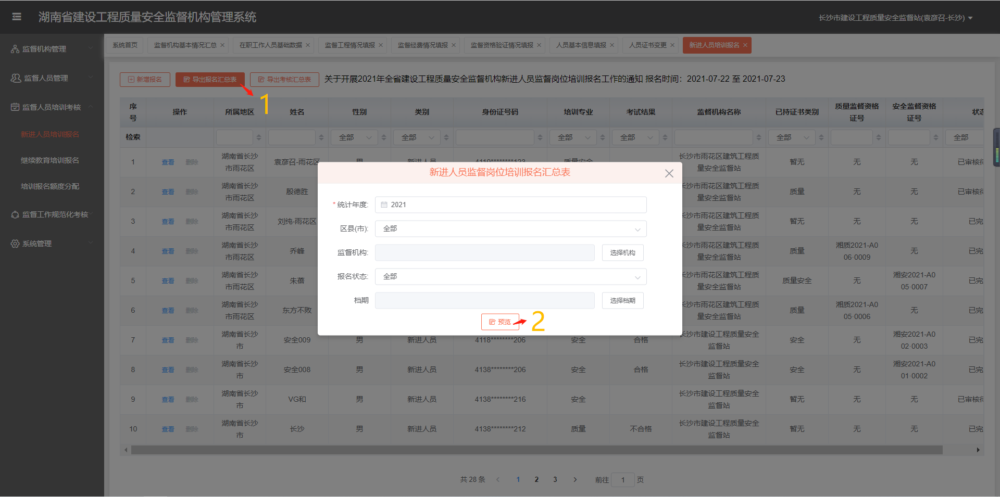 湖南省建设工程质量安全监督机构管理系统
长沙市建设工程质量安全监督站(袁彦召-长沙)
监督机构管理
监督人员管理
监督人员培训考核
新进人员培训报名
继续教育培训报名
培训报名额度分配
监督工作规范化考核
系统管理
系统首页 监督机构基本情况汇总 在职工作人员基础数据 监督工程情况填报 监督经费情况填报 监督资格验证情况填报 人员基本信息填报 人员证书变更 新进人员培训报名
新增报名 导出报名汇总表 导出考核汇总表 关于开展2021年全省建设工程质量安全监督机构新进人员监督岗位培训报名工作的通知 报名时间：2021-07-22 至 2021-07-23
1
序号 操作 所属地区 姓名 性别 类别 身份证号码 培训专业 考试结果 监督机构名称 已持证书类别 质量监督资格证号 安全监督资格证号 状态
检索 全部 全部 全部 全部 全部 全部
1 查看 删除 湖南省长沙市雨花区 袁彦召-雨花区 男 新进人员 4110********123 质量安全 长沙市雨花区建筑工程质量安全监督站 暂无 无 无 已审核待
2 查看 删除 湖南省长沙市雨花区 殷德胜 长沙市雨花区建筑工程质量安全监督站 质量 无 无 已审核待
3 查看 删除 湖南省长沙市雨花区 刘纯-雨花区 长沙市雨花区建筑工程质量安全监督站 暂无 无 无 已完
4 查看 删除 湖南省长沙市雨花区 乔峰 长沙市雨花区建筑工程质量安全监督站 质量 湘质2021-A006·0009 无 已完
5 查看 删除 湖南省长沙市雨花区 朱蓓 长沙市雨花区建筑工程质量安全监督站 质量安全 无 湘安2021-A005·0007 已完
6 查看 删除 湖南省长沙市雨花区 东方不败 长沙市雨花区建筑工程质量安全监督站 质量 湘质2021-A005·0006 无 已完
7 查看 删除 湖南省长沙市 安全009 男 新进人员 4118********206 安全 合格 长沙市建设工程质量安全监督站 安全 无 湘安2021-A002·0003 已完
8 查看 删除 湖南省长沙市 安全008 男 新进人员 4138********206 安全 合格 长沙市建设工程质量安全监督站 安全 无 湘安2021-A001·0002 已完
9 查看 删除 湖南省长沙市 VG和 男 新进人员 4138********216 安全 长沙市建设工程质量安全监督站 暂无 无 无 已审核待
10 查看 删除 湖南省长沙市 长沙 男 新进人员 4138********212 质量 不合格 长沙市建设工程质量安全监督站 暂无 无 无 已完
新进人员监督岗位培训报名汇总表
*统计年度: 2021
区县(市): 全部
监督机构: 选择机构
报名状态: 全部
档期 选择档期
预览 2
共 28 条 1 2 3 前往 1 页